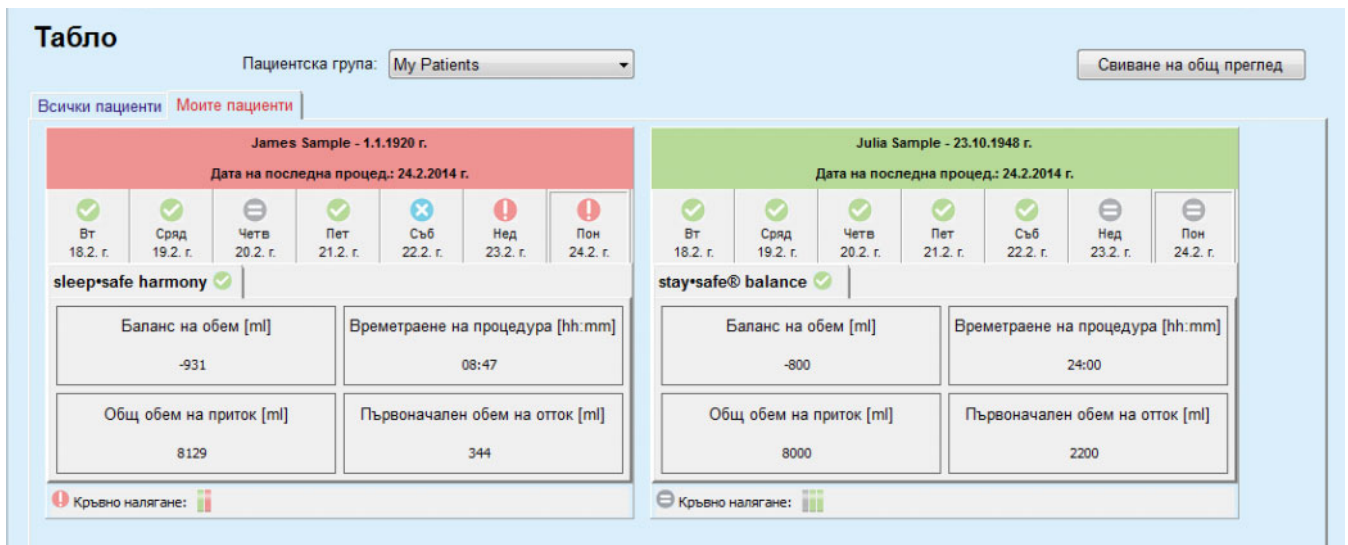 Табло
Пациентска група: My Patients
Свиване на общ преглед
Всички пациенти Моите пациенти
James Sample - 1.1.1920 г.
Дата на последна процед.: 24.2.2014 г.
Вт Сряд Четв Пет Съб Нед Пон
18.2. г. 19.2. г. 20.2. г. 21.2. г. 22.2. г. 23.2. г. 24.2. г.
sleep•safe harmony
Баланс на обем [ml] Времетраене на процедура [hh:mm]
-931 08:47
Общ обем на приток [ml] Първоначален обем на отток [ml]
8129 344
Кръвно налягане:
Julia Sample - 23.10.1948 г.
Дата на последна процед.: 24.2.2014 г.
Вт Сряд Четв Пет Съб Нед Пон
18.2. г. 19.2. г. 20.2. г. 21.2. г. 22.2. г. 23.2. г. 24.2. г.
stay•safe® balance
Баланс на обем [ml] Времетраене на процедура [hh:mm]
-800 24:00
Общ обем на приток [ml] Първоначален обем на отток [ml]
8000 2200
Кръвно налягане: